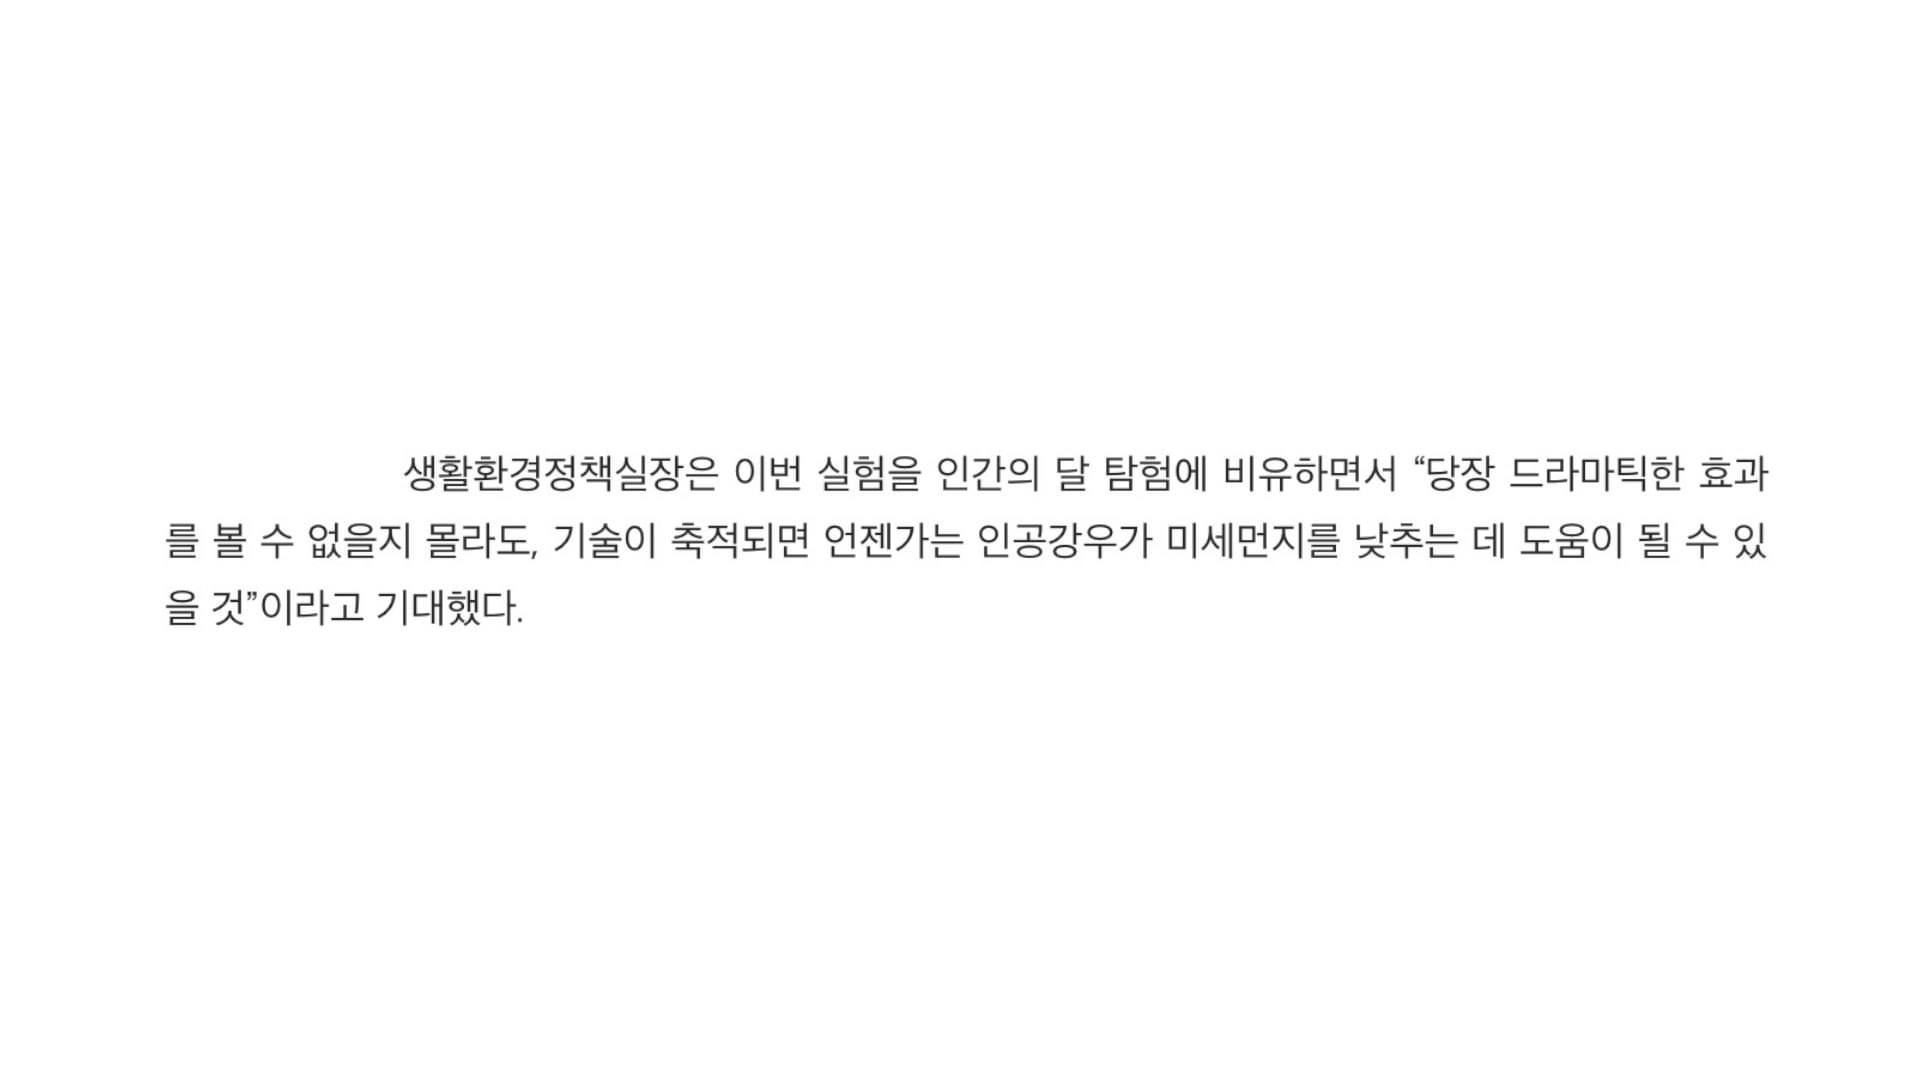 생활환경정책실장은 이번 실험을 인간의 달 탐험에 비유하면서 “당장 드라마틱한 효과
를 볼 수 없을지 몰라도, 기술이 축적되면 언젠가는 인공강우가 미세먼지를 낮추는 데 도움이 될 수 있
을 것”이라고 기대했다.